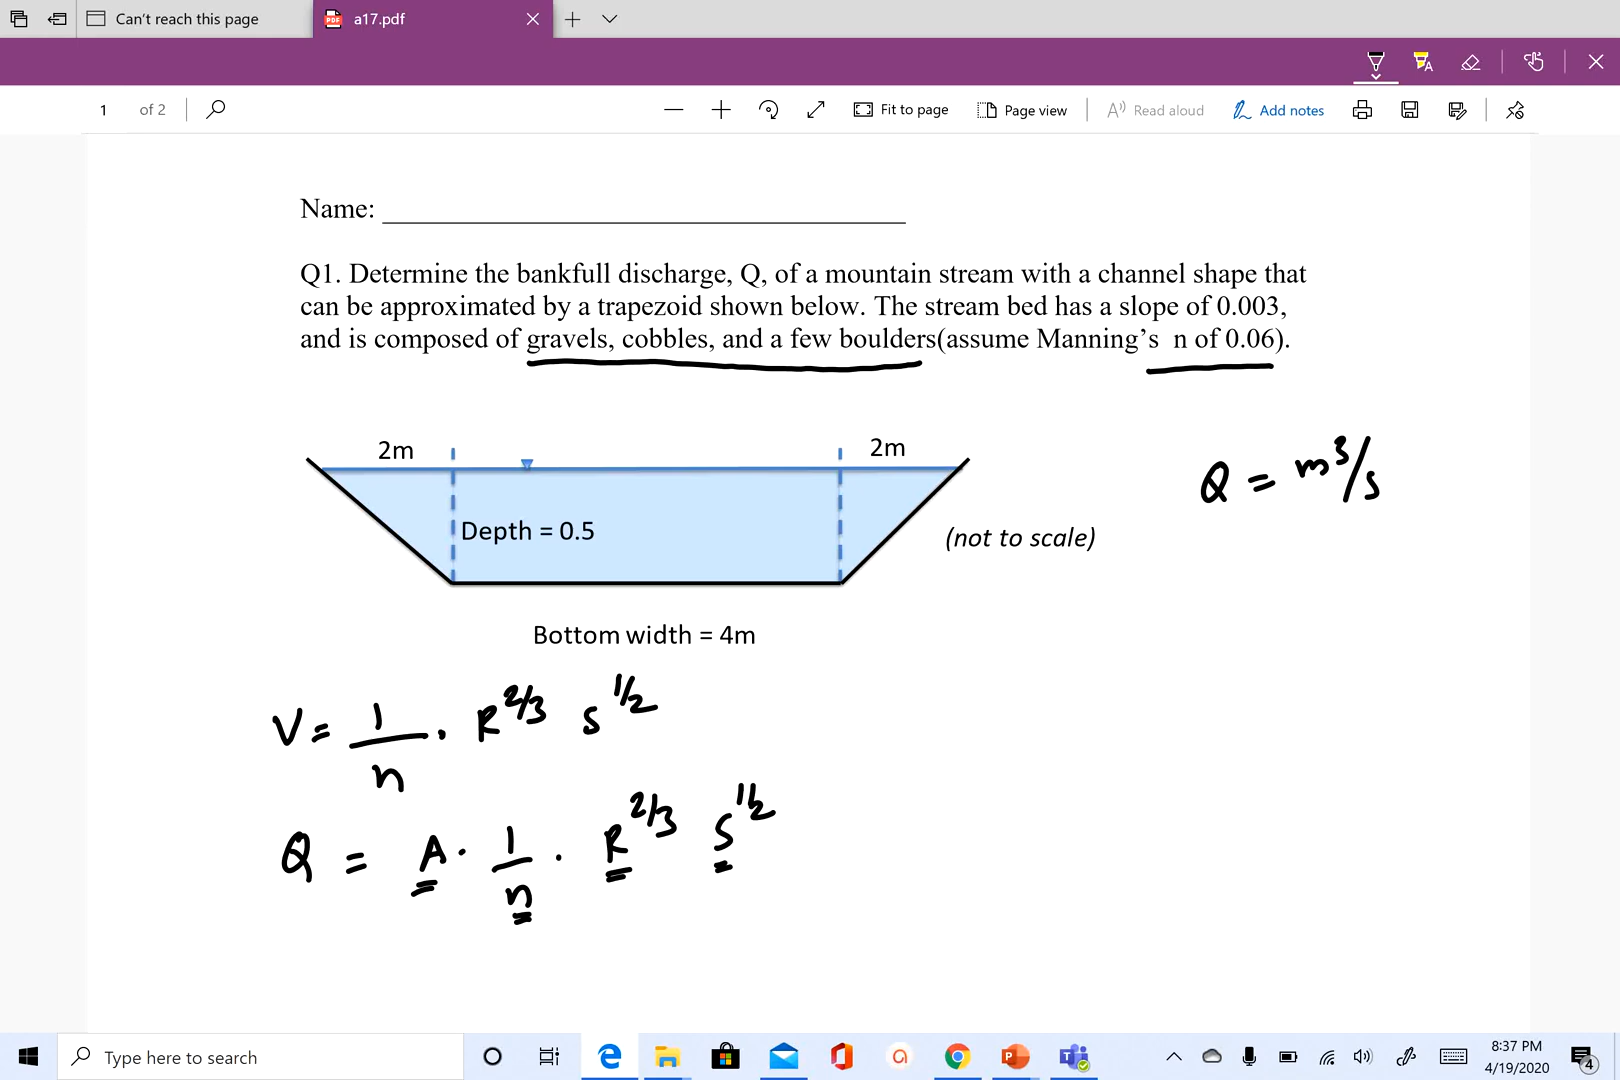 Can't reach this page
a17.pdf
1 of 2
Fit to page
Page view
Read aloud
Add notes
Name:
Q1. Determine the bankfull discharge, Q, of a mountain stream with a channel shape that
can be approximated by a trapezoid shown below. The stream bed has a slope of 0.003,
and is composed of gravels, cobbles, and a few boulders(assume Manning's n of 0.06).
2m
2m
Q = m³/s
Depth = 0.5
(not to scale)
Bottom width = 4m
V = 1/n · R^2/3 S^1/2
Q = A · 1/n · R^2/3 S^1/2
Type here to search
8:37 PM
4/19/2020
4